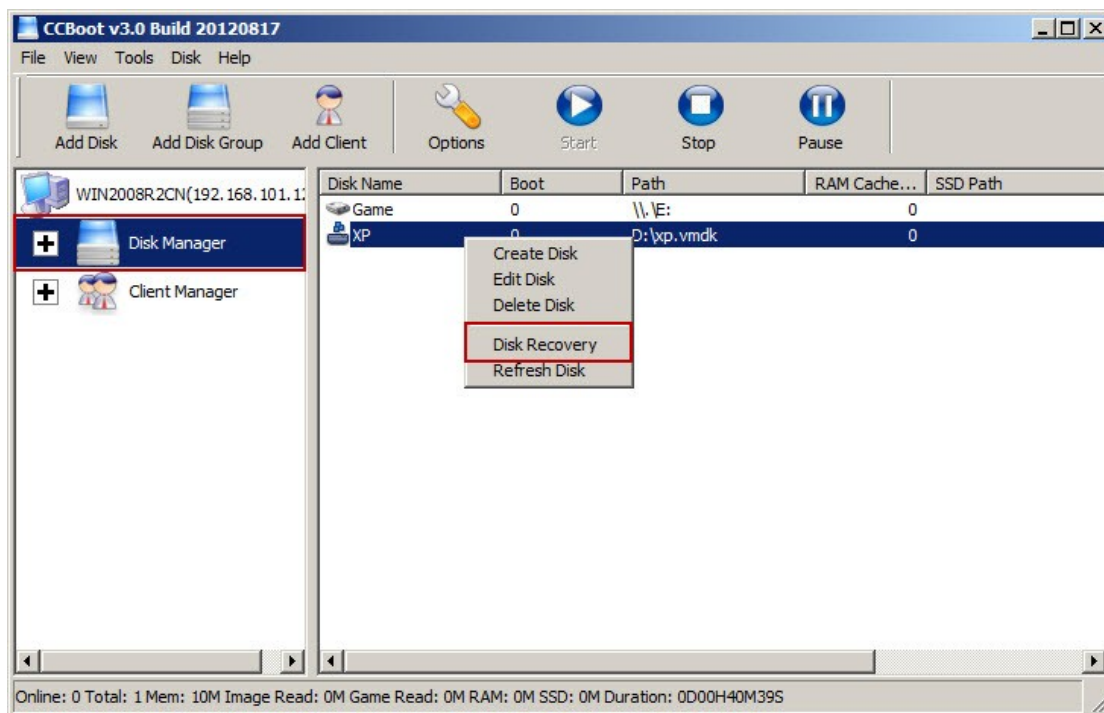 CCBoot v3.0 Build 20120817
File View Tools Disk Help
Add Disk Add Disk Group Add Client Options Start Stop Pause
WIN2008R2CN(192.168.101.12
Disk Manager
Client Manager
Disk Name Boot Path RAM Cache... SSD Path
Game 0 \\.\E: 0
XP 0 D:\xp.vmdk 0
Create Disk
Edit Disk
Delete Disk
Disk Recovery
Refresh Disk
Online: 0 Total: 1 Mem: 10M Image Read: 0M Game Read: 0M RAM: 0M SSD: 0M Duration: 0D00H40M39S